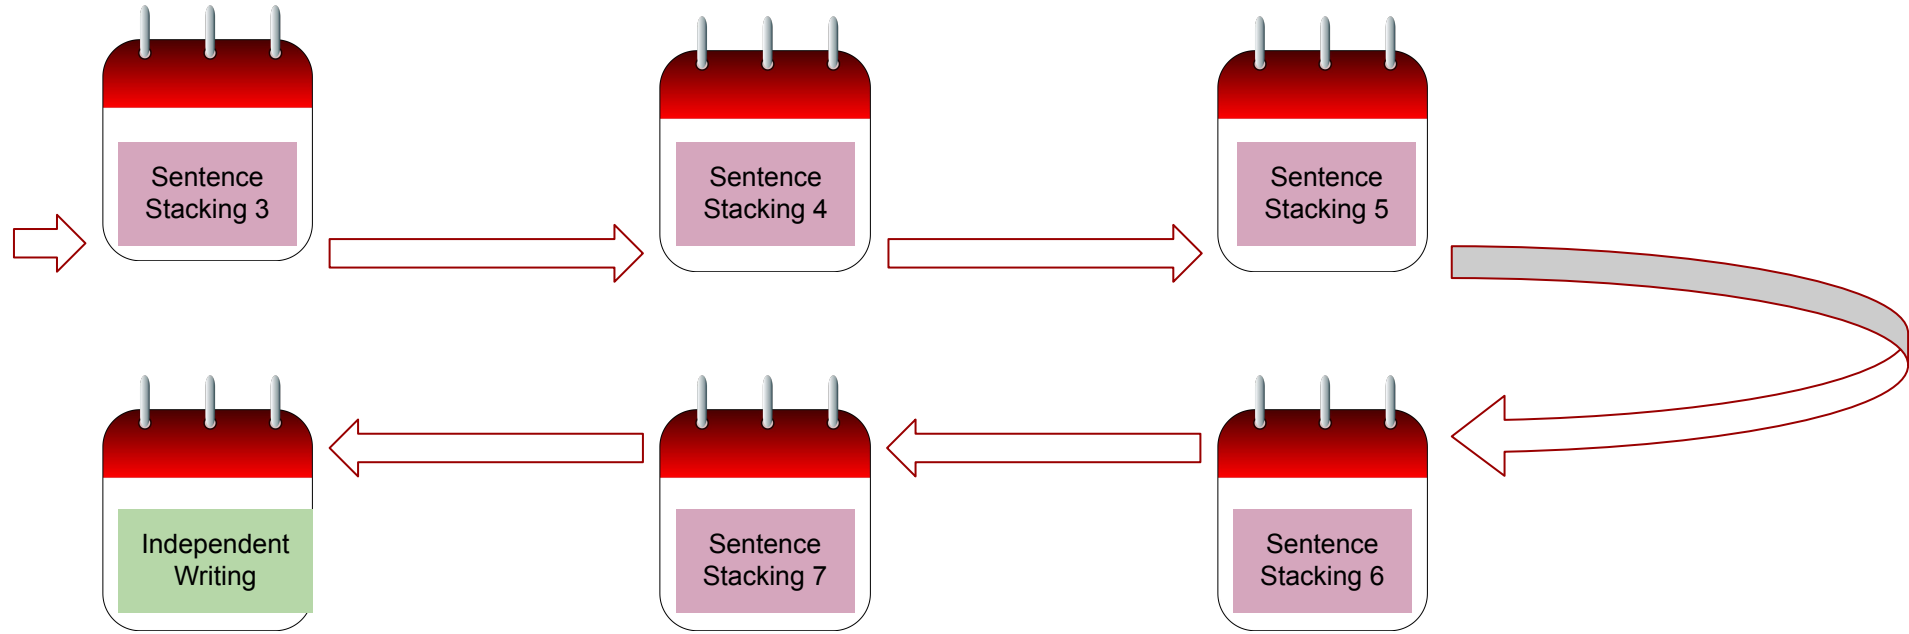 Sentence
Stacking 3
Sentence
Stacking 4
Sentence
Stacking 5
Independent
Writing
Sentence
Stacking 7
Sentence
Stacking 6